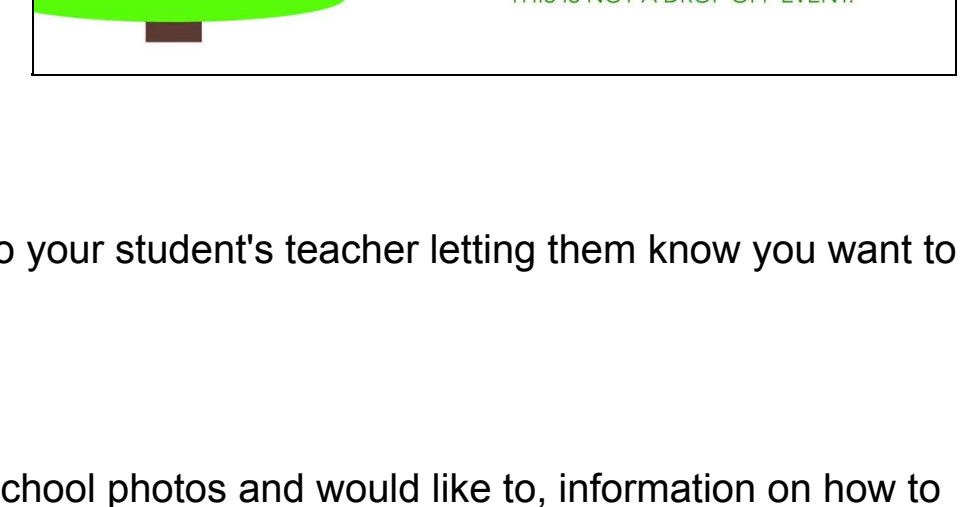 THIS IS NOT A DROP-OFF EVENT!
o your student's teacher letting them know you want to
chool photos and would like to, information on how to